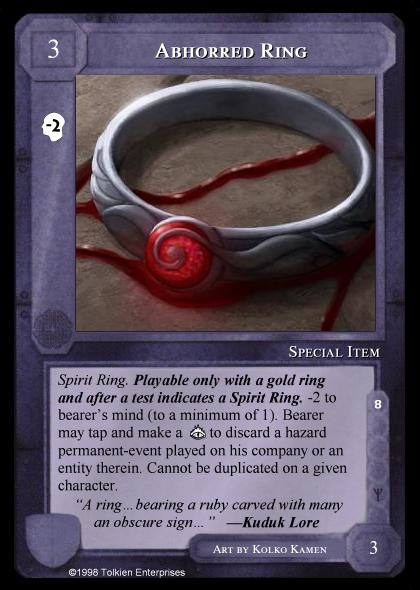 3
ABHORRED RING
-2
SPECIAL ITEM
Spirit Ring. Playable only with a gold ring
and after a test indicates a Spirit Ring. -2 to
bearer's mind (to a minimum of 1). Bearer
may tap and make a to discard a hazard
permanent-event played on his company or an
entity therein. Cannot be duplicated on a given
character.
"A ring…bearing a ruby carved with many
an obscure sign…" —Kuduk Lore
8
ART BY KOLKO KAMEN
3
©1998 Tolkien Enterprises